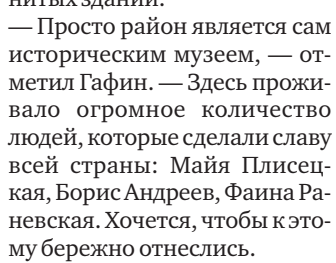 нитых зданий.
— Просто район является сам
историческим музеем, — от-
метил Гафин. — Здесь прожи-
вало огромное количество
людей, которые сделали славу
всей страны: Майя Плисец-
кая, Борис Андреев, Фаина Ра-
невская. Хочется, чтобы к это-
му бережно отнеслись.